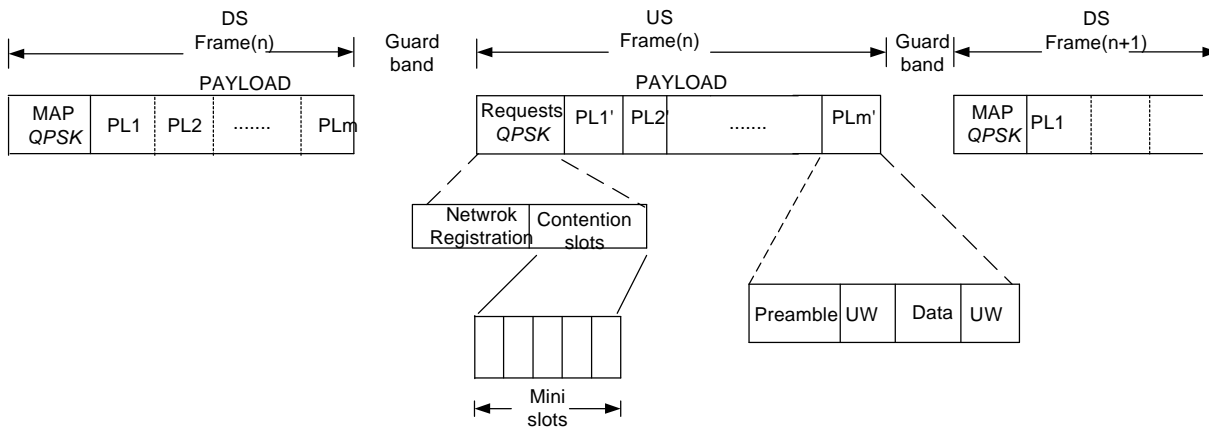 DS
Frame(n)
Guard
band
US
Frame(n)
Guard
band
DS
Frame(n+1)
PAYLOAD
PAYLOAD
MAP
QPSK
PL1
PL2
.......
PLm
Requests
QPSK
PL1'
PL2'
.......
PLm'
MAP
QPSK
PL1
Netwrok
Registration
Contention
slots
Preamble
UW
Data
UW
Mini
slots